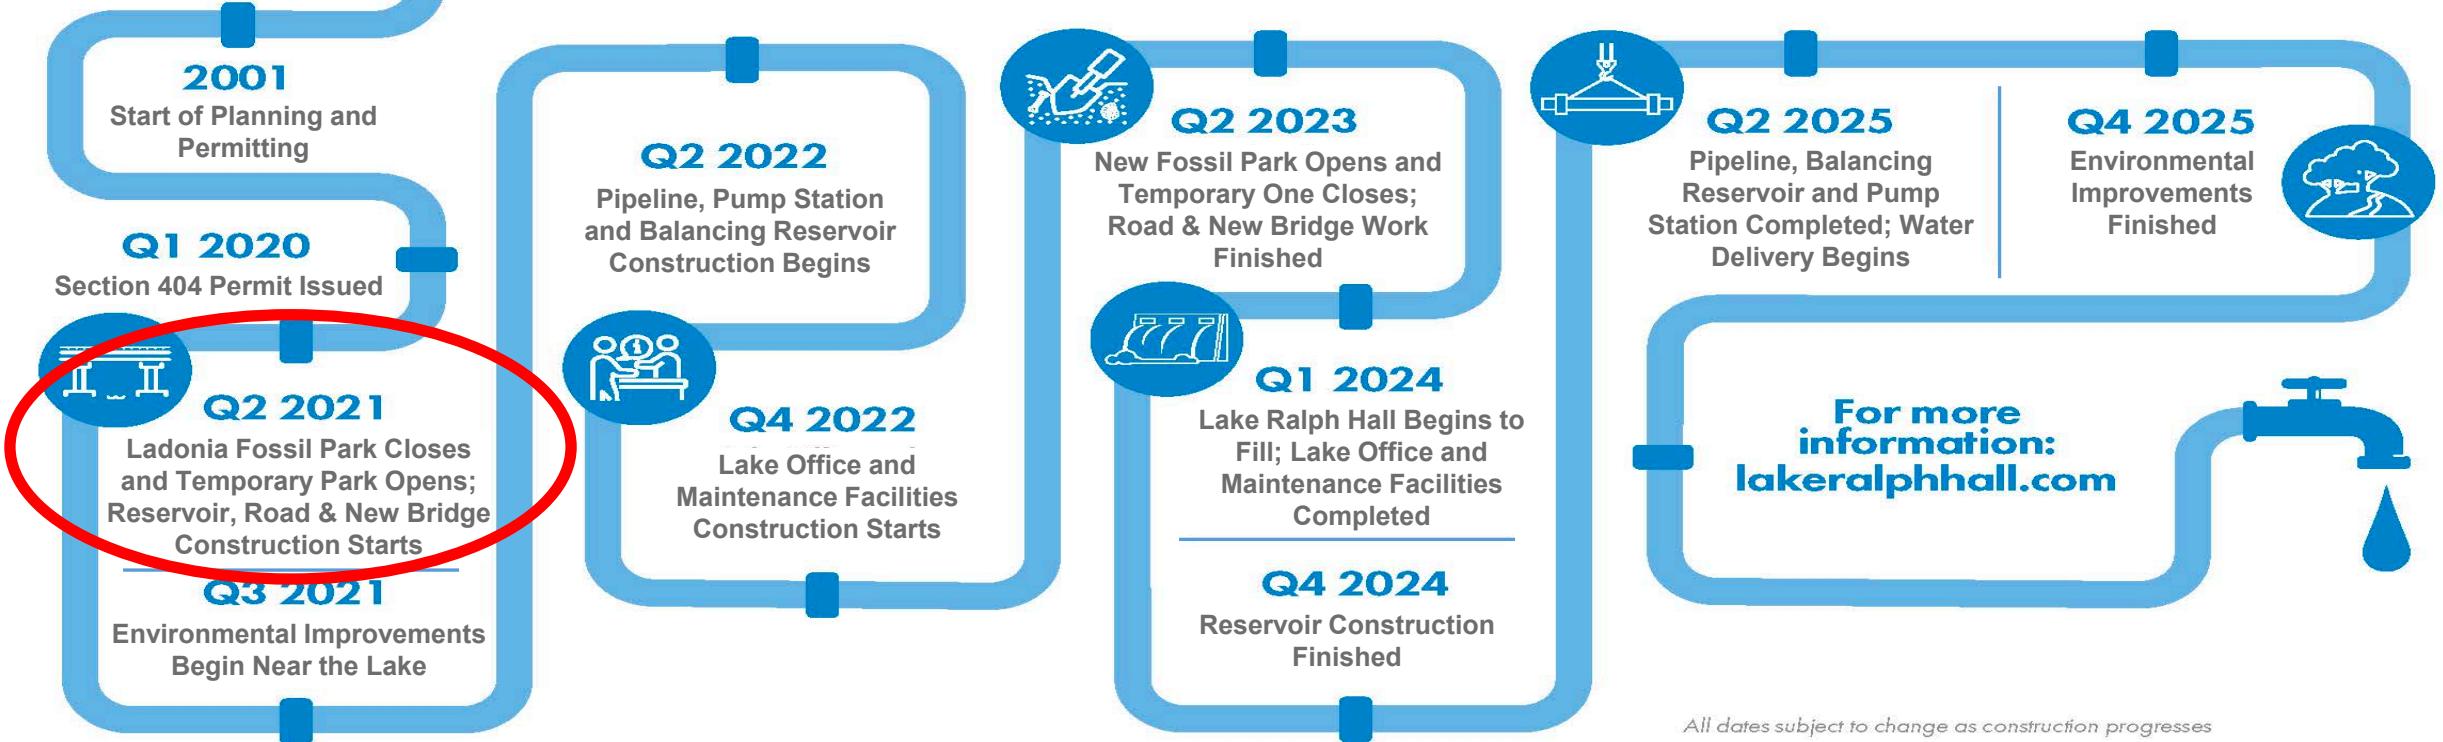 2001
Start of Planning and
Permitting
Q1 2020
Section 404 Permit Issued
Q2 2021
Ladonia Fossil Park Closes
and Temporary Park Opens;
Reservoir, Road & New Bridge
Construction Starts
Q3 2021
Environmental Improvements
Begin Near the Lake
Q2 2022
Pipeline, Pump Station
and Balancing Reservoir
Construction Begins
Q4 2022
Lake Office and
Maintenance Facilities
Construction Starts
Q2 2023
New Fossil Park Opens and
Temporary One Closes;
Road & New Bridge Work
Finished
Q1 2024
Lake Ralph Hall Begins to
Fill; Lake Office and
Maintenance Facilities
Completed
Q4 2024
Reservoir Construction
Finished
Q2 2025
Pipeline, Balancing
Reservoir and Pump
Station Completed; Water
Delivery Begins
Q4 2025
Environmental
Improvements
Finished
For more
information:
lakeralphhall.com
All dates subject to change as construction progresses